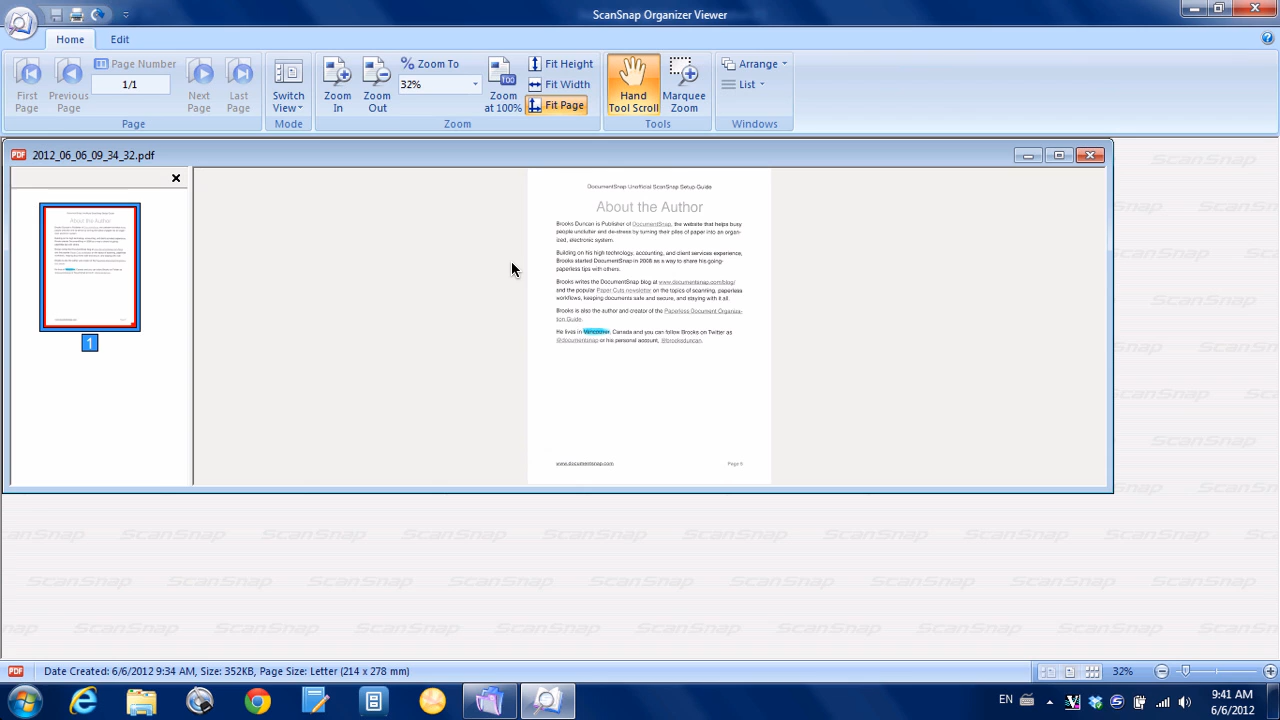 ScanSnap Organizer Viewer
Home Edit
Page Number
1/1
First Page
Previous Page
Next Page
Last Page
Page
Switch View
Mode
Zoom In
Zoom Out
% Zoom To
32%
100
Zoom at 100%
Fit Height
Fit Width
Fit Page
Zoom
Hand Tool Scroll
Marquee Zoom
Tools
Arrange
List
Windows
PDF 2012_06_06_09_34_32.pdf
1
DocumentSnap Unofficial ScanSnap Setup Guide
About the Author
Brooks Duncan is Publisher of DocumentSnap, the website that helps busy
people unclutter and de-stress by turning their piles of paper into an organ-
ized, electronic system.
Building on his high technology, accounting, and client services experience,
Brooks started DocumentSnap in 2008 as a way to share his going-
paperless tips with others.
Brooks writes the DocumentSnap blog at www.documentsnap.com/blog/
and the popular Paper Cuts newsletter on the topics of scanning, paperless
workflows, keeping documents safe and secure, and staying with it all.
Brooks is also the author and creator of the Paperless Document Organiza-
tion Guide.
He lives in Vancouver, Canada and you can follow Brooks on Twitter as
@documentsnap or his personal account, @brooksduncan.
www.documentsnap.com
Page 6
ScanSnap
PDF Date Created: 6/6/2012 9:34 AM, Size: 352KB, Page Size: Letter (214 x 278 mm)
32%
EN
9:41 AM
6/6/2012